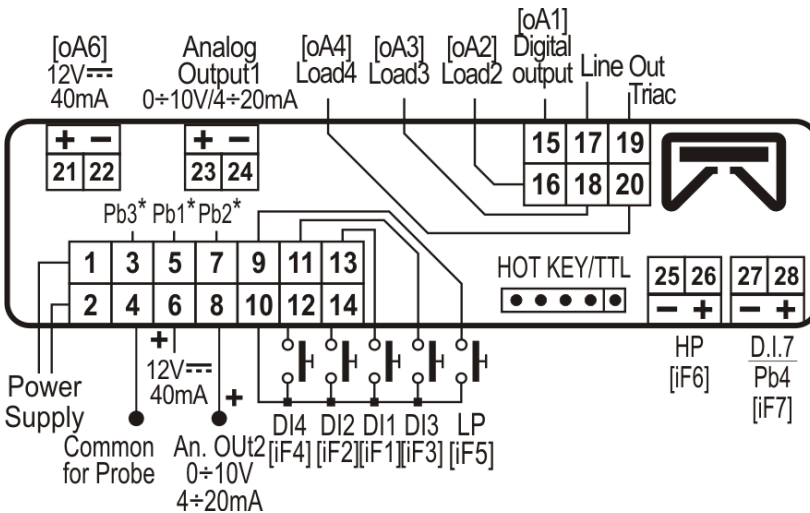 [oA6]
12V
40mA
Analog
Output1
0÷10V/4÷20mA
[oA4]
Load4
[oA3]
Load3
[oA2]
Load2
[oA1]
Digital
output
Line Out
Triac
+ −
21 22
+ −
23 24
15 17 19
16 18 20
Pb3* Pb1* Pb2*
1 3 5 7 9 11 13
2 4 6 8 10 12 14
HOT KEY/TTL
25 26
− +
27 28
− +
HP
[iF6]
D.I.7
Pb4
[iF7]
Power
Supply
+
12V
40mA
+
Common
for Probe
An. OUt2
0÷10V
4÷20mA
DI4 DI2 DI1 DI3 LP
[iF4] [iF2] [iF1] [iF3] [iF5]